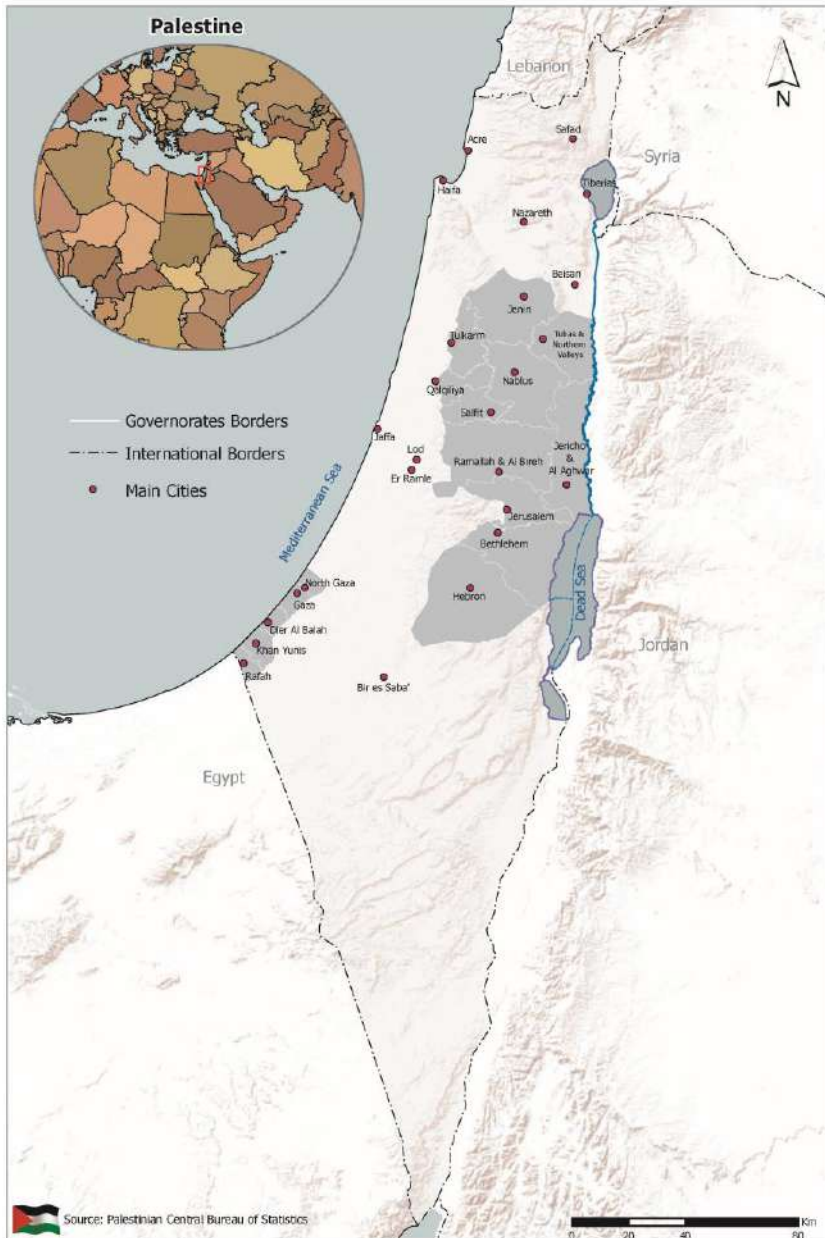 Palestine
N
Lebanon
Syria
Acre
Safad
Haifa
Tiberias
Nazareth
Beisan
Jenin
Tulkarm
Tubas &
Northern
Valleys
Qalqiliya
Nablus
Salfit
Governorates Borders
International Borders
Main Cities
Jaffa
Lod
Er Ramle
Ramallah & Al Bireh
Jericho
&
Al Aghwar
Jerusalem
Bethlehem
Mediterranean Sea
Hebron
Dead Sea
North Gaza
Gaza
Dier Al Balah
Khan Yunis
Rafah
Bir es Saba'
Jordan
Egypt
Source: Palestinian Central Bureau of Statistics
Km
0 20 40 80